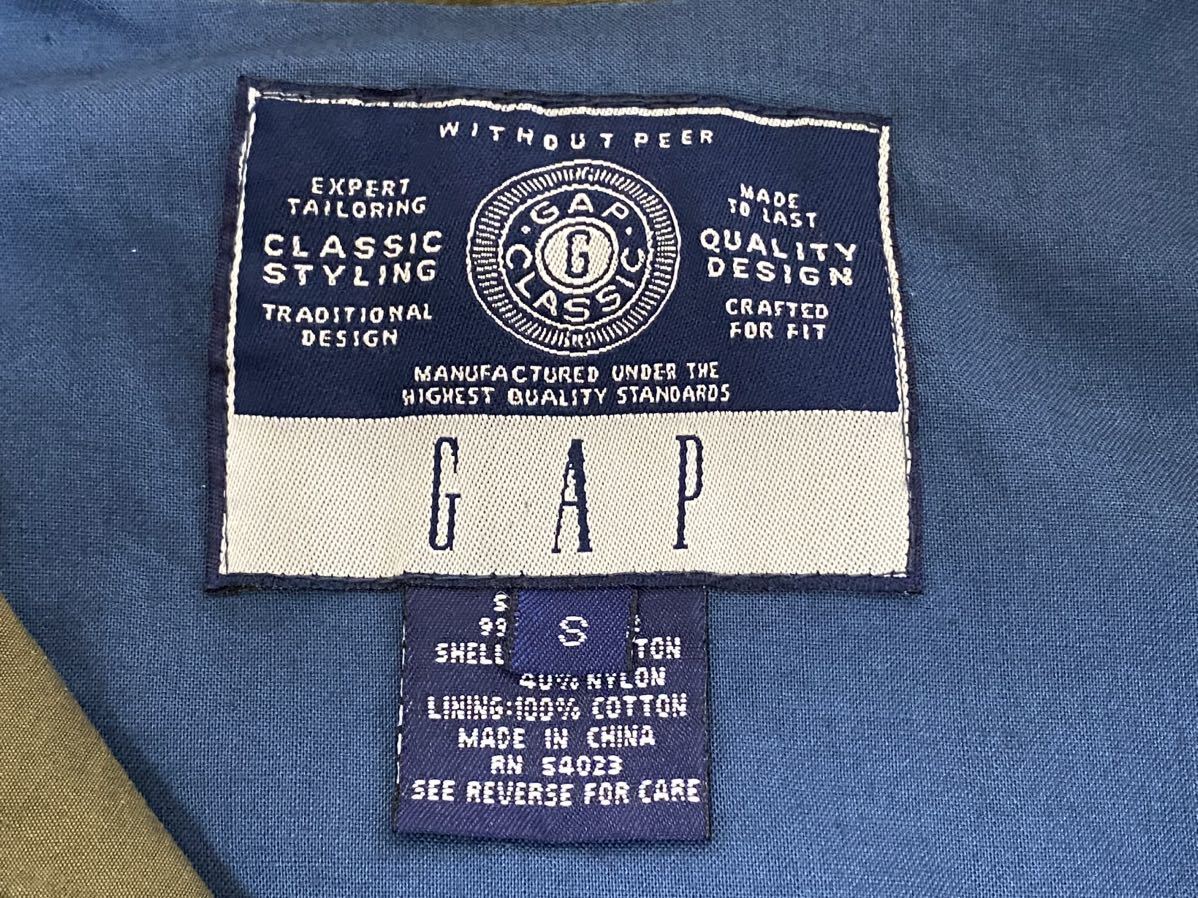 WITHOUT PEER
EXPERT
TAILORING
CLASSIC
STYLING
TRADITIONAL
DESIGN
GAP
G
CLASSIC
MADE
TO LAST
QUALITY
DESIGN
CRAFTED
FOR FIT
MANUFACTURED UNDER THE
HIGHEST QUALITY STANDARDS
GAP
S
SHELL
40% NYLON
LINING:100% COTTON
MADE IN CHINA
RN 54023
SEE REVERSE FOR CARE